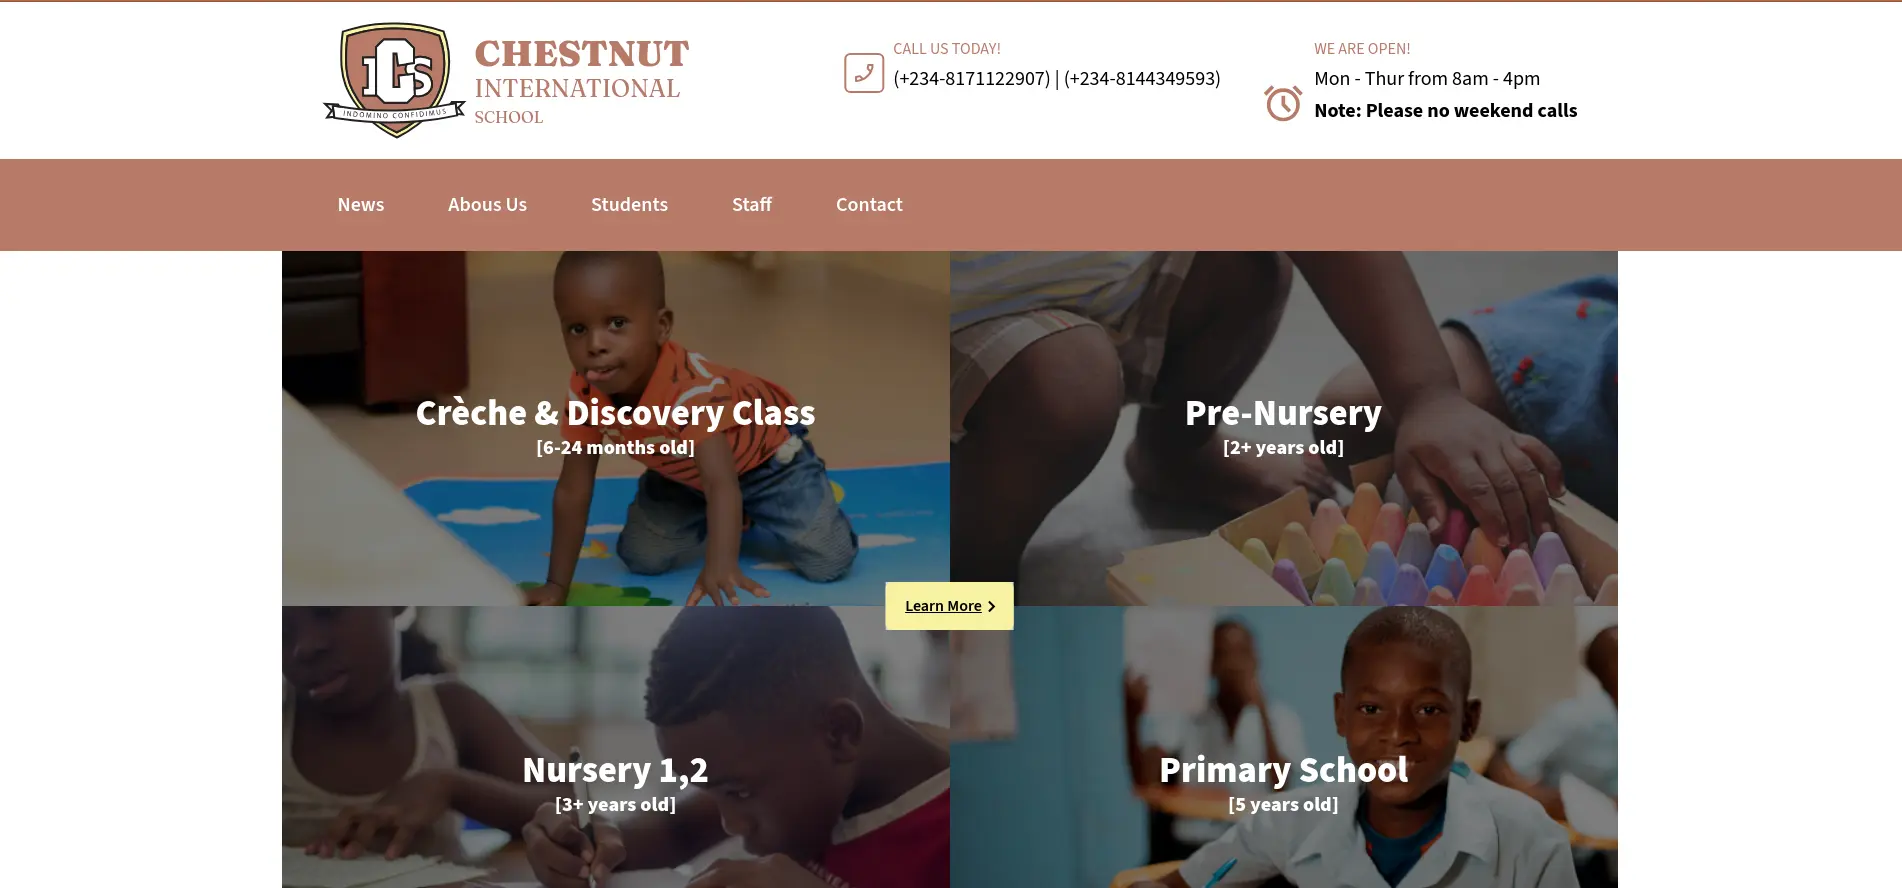 ICS
INDOMINO CONFIDIMUS
CHESTNUT
INTERNATIONAL
SCHOOL
CALL US TODAY!
(+234-8171122907) | (+234-8144349593)
WE ARE OPEN!
Mon - Thur from 8am - 4pm
Note: Please no weekend calls
News
Abous Us
Students
Staff
Contact
Crèche & Discovery Class
[6-24 months old]
Pre-Nursery
[2+ years old]
Learn More
Nursery 1,2
[3+ years old]
Primary School
[5 years old]